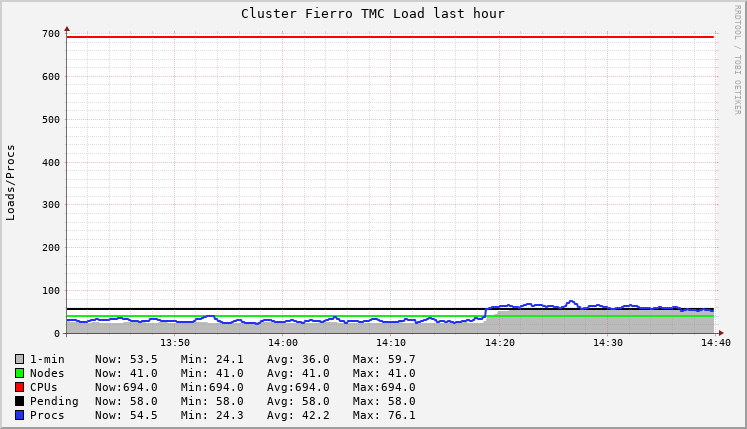 Cluster Fierro TMC Load last hour
RRDTOOL / TOBI OETIKER
Loads/Procs
700
600
500
400
300
200
100
0
13:50 14:00 14:10 14:20 14:30 14:40
1-min Now: 53.5 Min: 24.1 Avg: 36.0 Max: 59.7
Nodes Now: 41.0 Min: 41.0 Avg: 41.0 Max: 41.0
CPUs Now:694.0 Min:694.0 Avg:694.0 Max:694.0
Pending Now: 58.0 Min: 58.0 Avg: 58.0 Max: 58.0
Procs Now: 54.5 Min: 24.3 Avg: 42.2 Max: 76.1